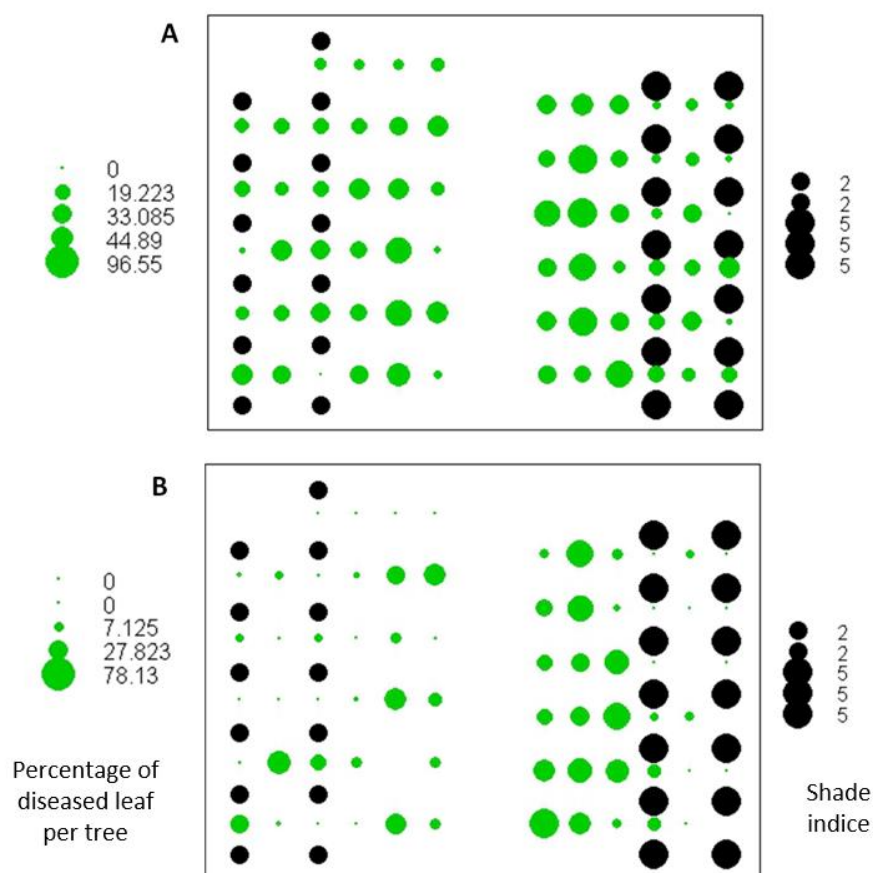 A
0
19.223
33.085
44.89
96.55
2
2
5
5
5
B
0
0
7.125
27.823
78.13
2
2
5
5
5
Percentage of
diseased leaf
per tree
Shade
indice